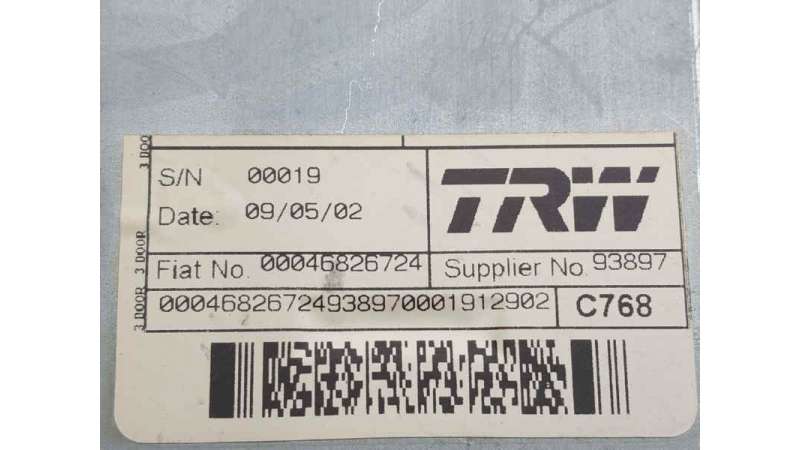 S/N 00019
TRW
Date: 09/05/02
Fiat No. 00046826724 Supplier No. 93897
00046826724938970001912902 C768
3 DOOR 3 DOOR 3 DOOR